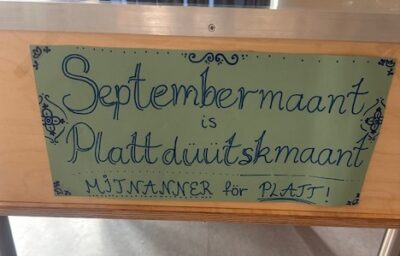 Septembermaant
is
Plattdüütskmaant
MITNANNER för PLATT!